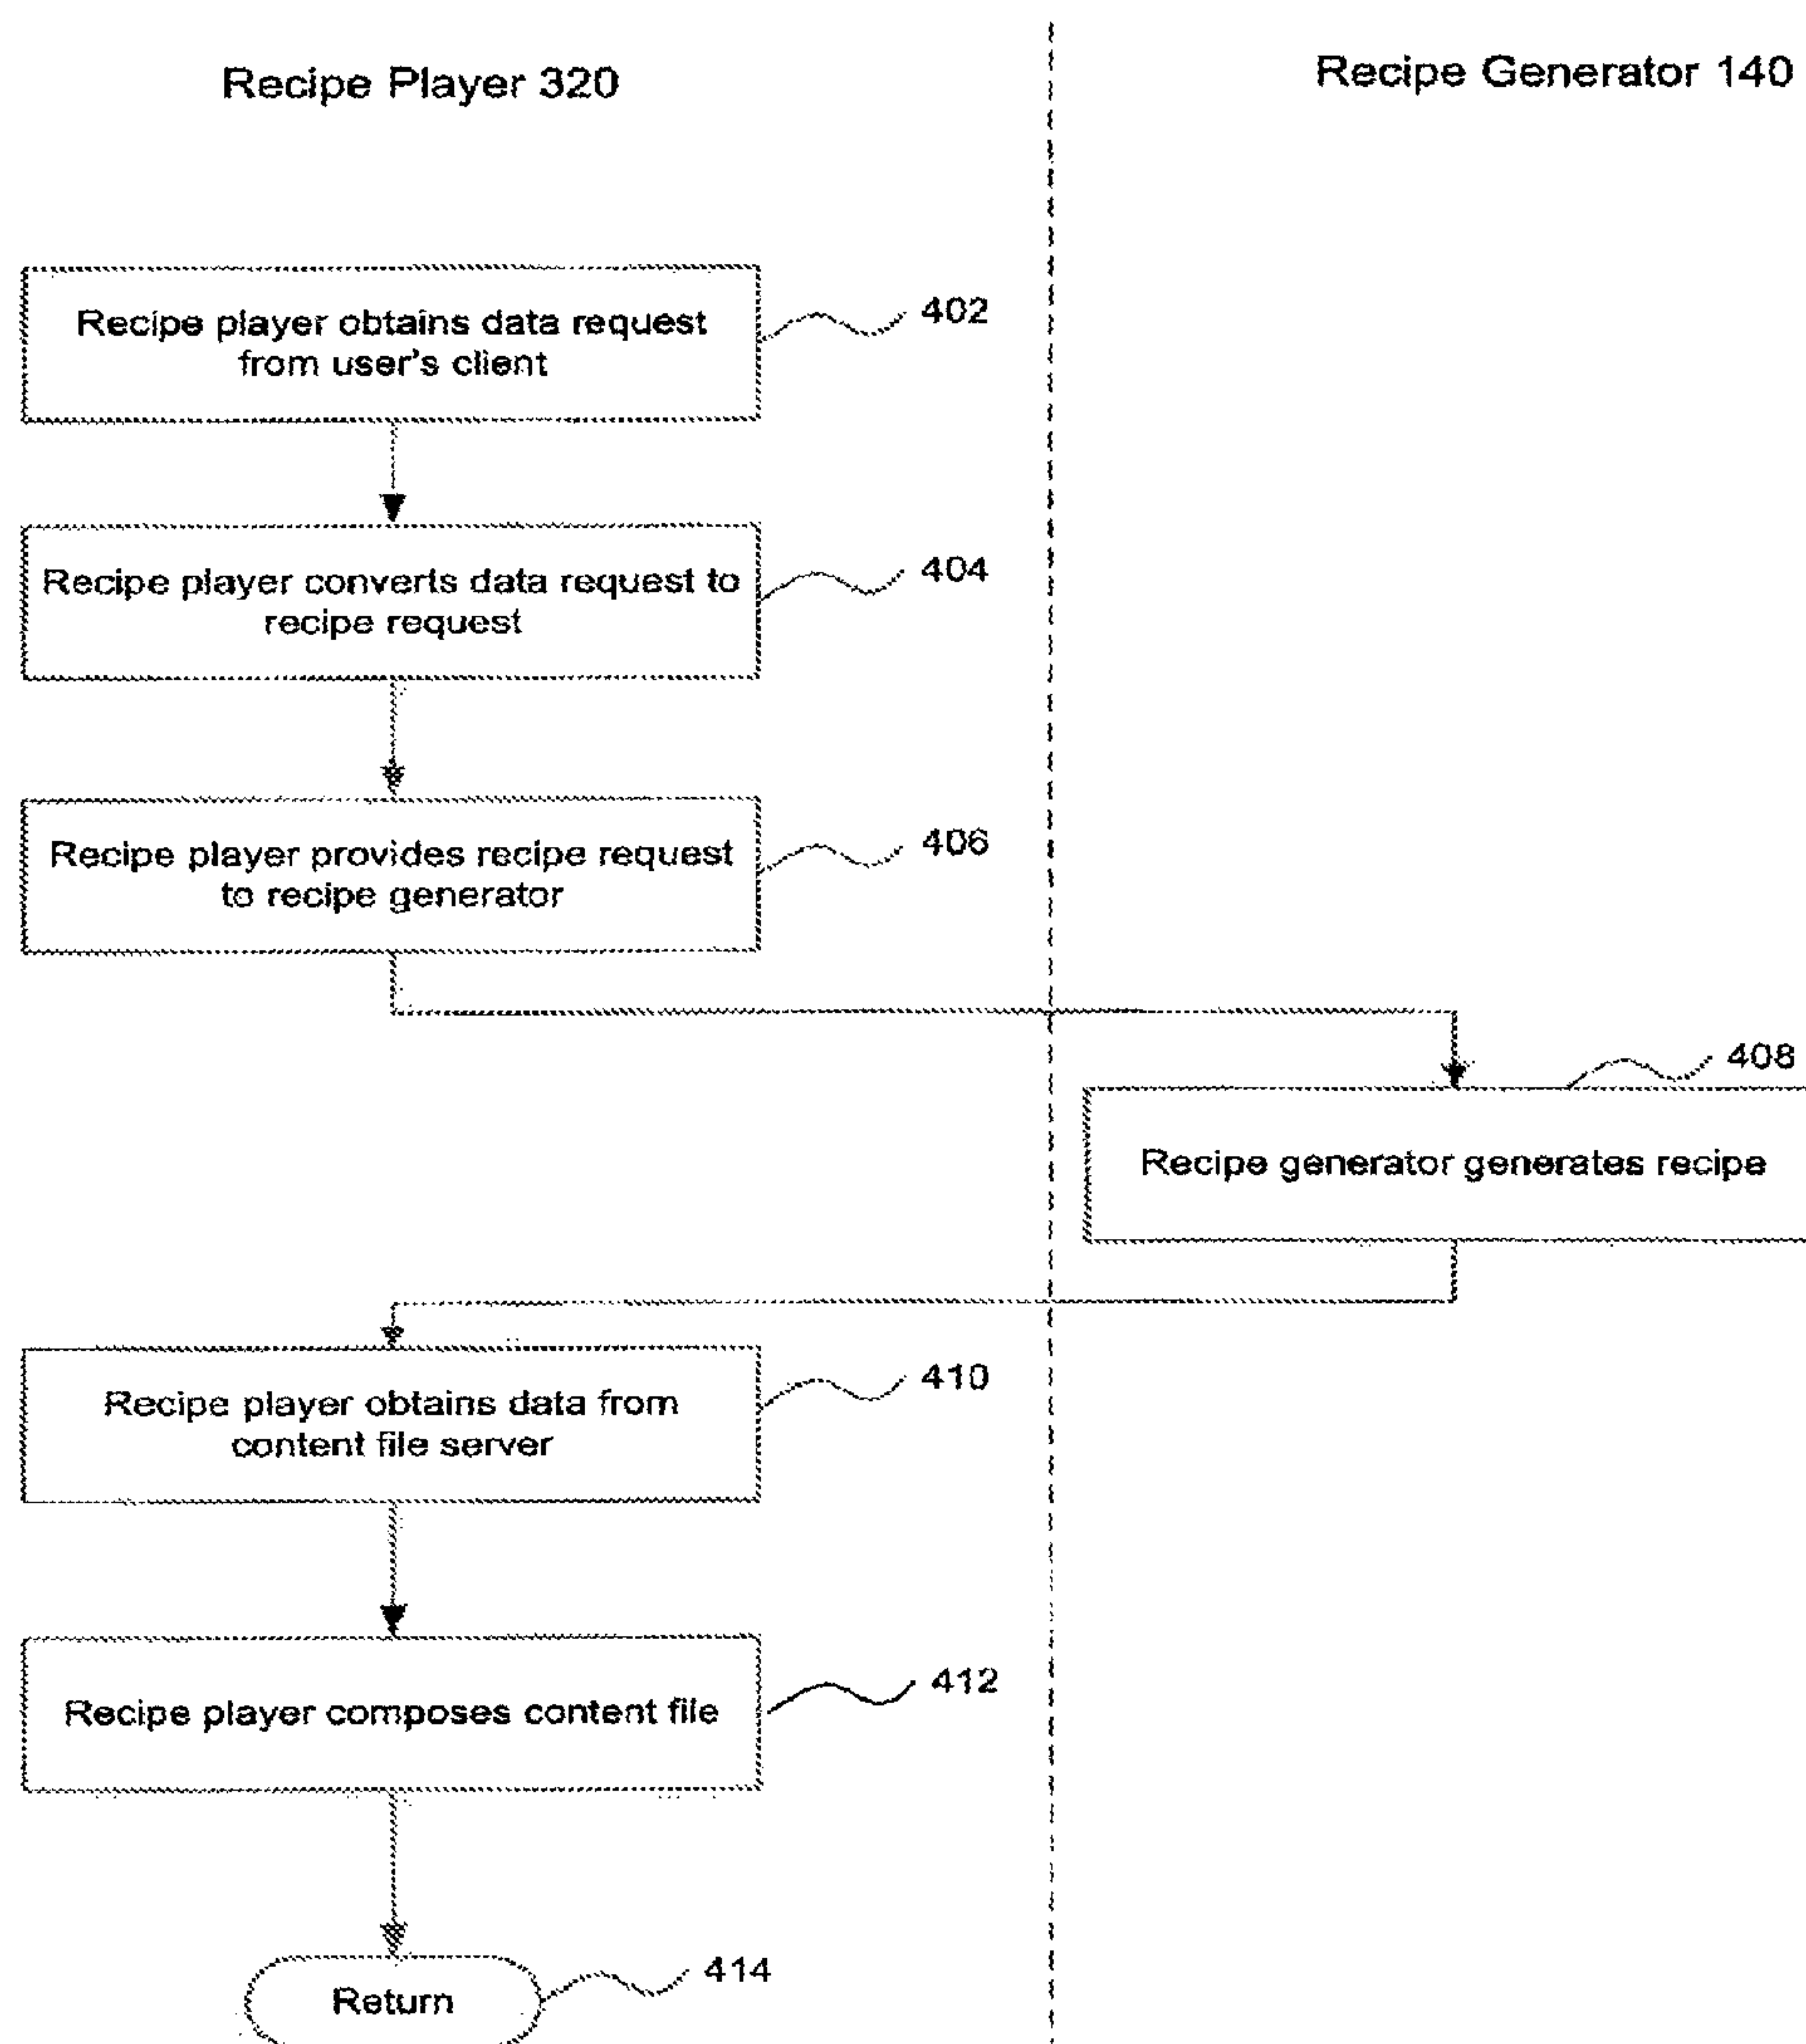 Recipe Player 320
Recipe Generator 140
Recipe player obtains data request
from user's client
402
Recipe player converts data request to
recipe request
404
Recipe player provides recipe request
to recipe generator
406
408
Recipe generator generates recipe
Recipe player obtains data from
content file server
410
Recipe player composes content file
412
Return
414